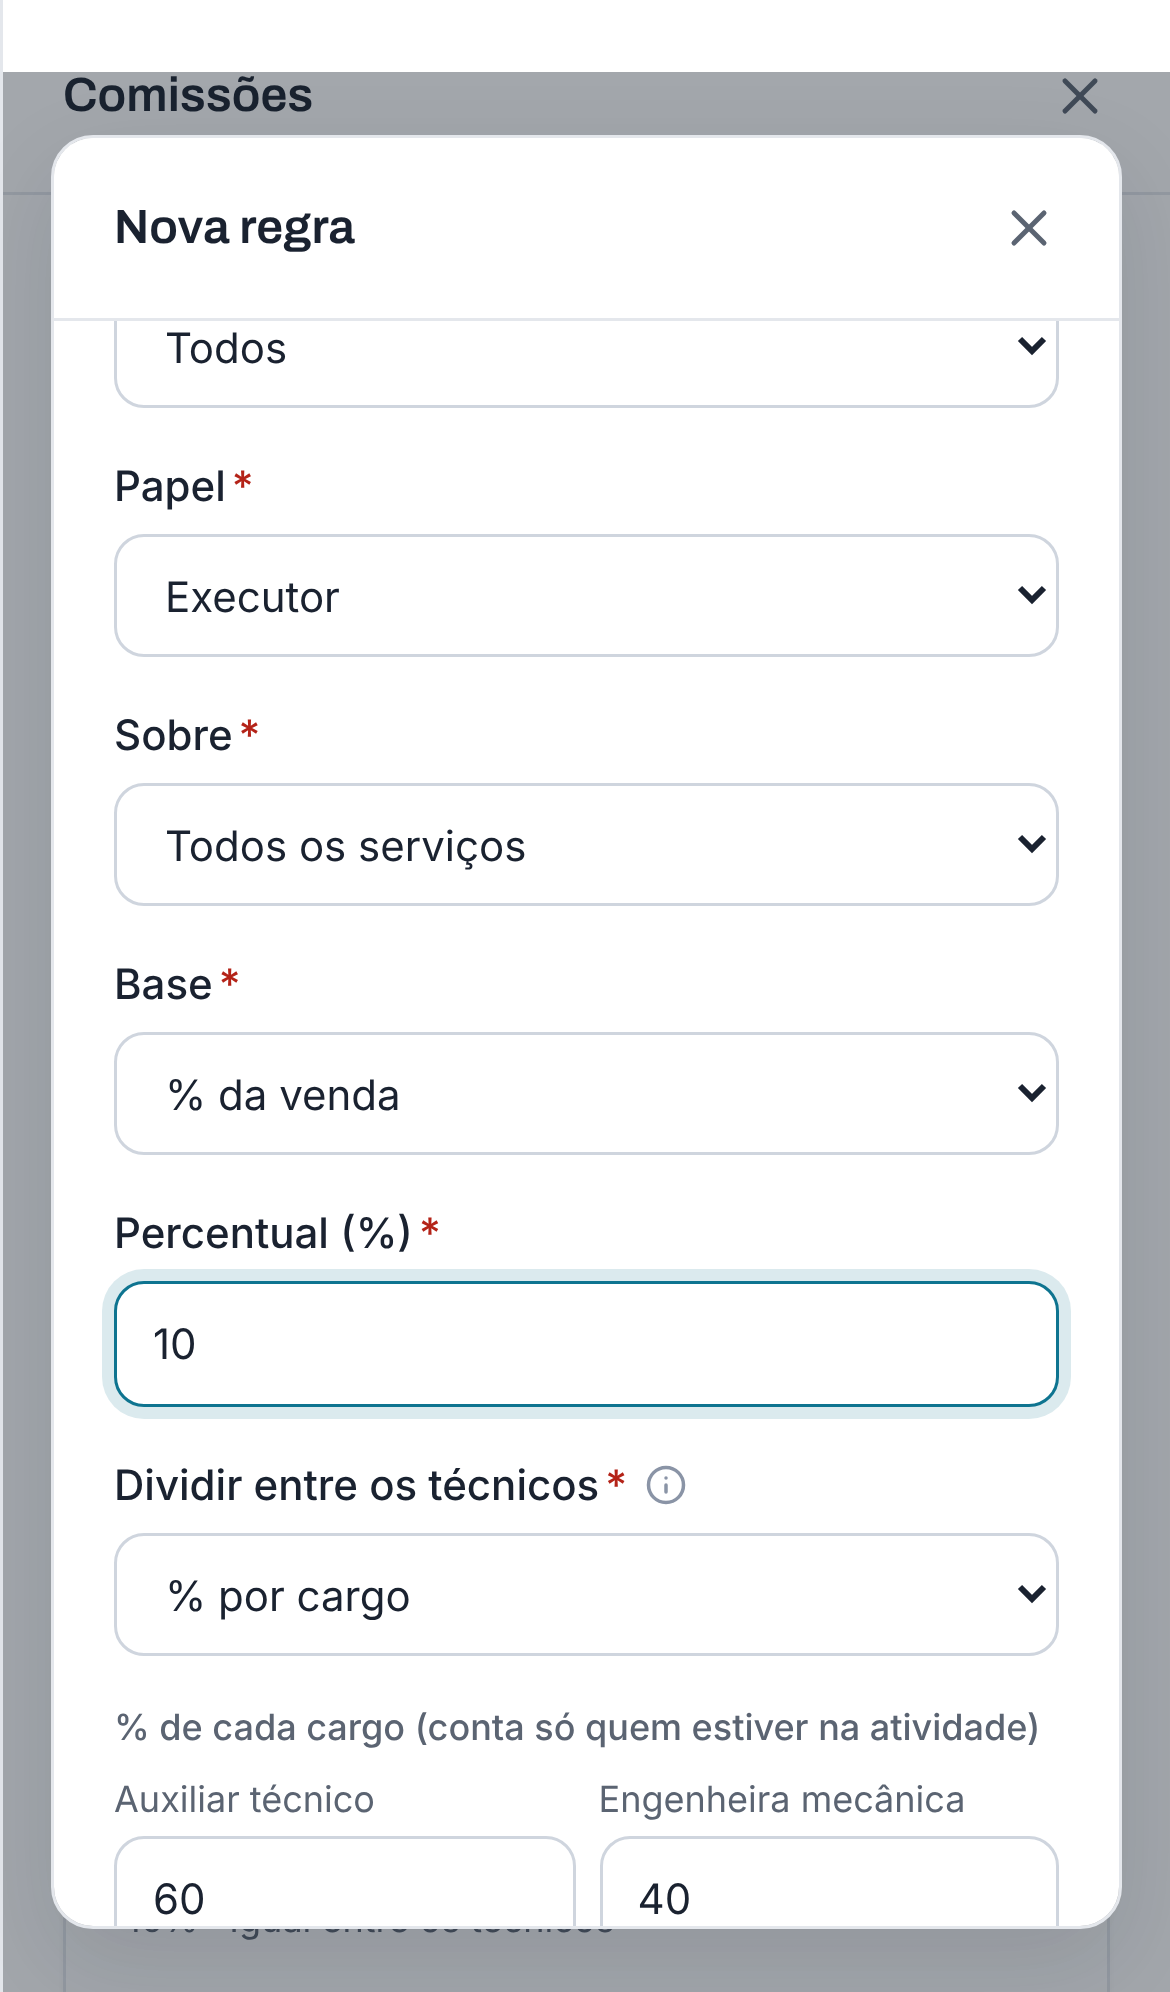 Comissões
Nova regra
Todos
Papel *
Executor
Sobre *
Todos os serviços
Base *
% da venda
Percentual (%) *
10
Dividir entre os técnicos *
% por cargo
% de cada cargo (conta só quem estiver na atividade)
Auxiliar técnico Engenheira mecânica
60 40